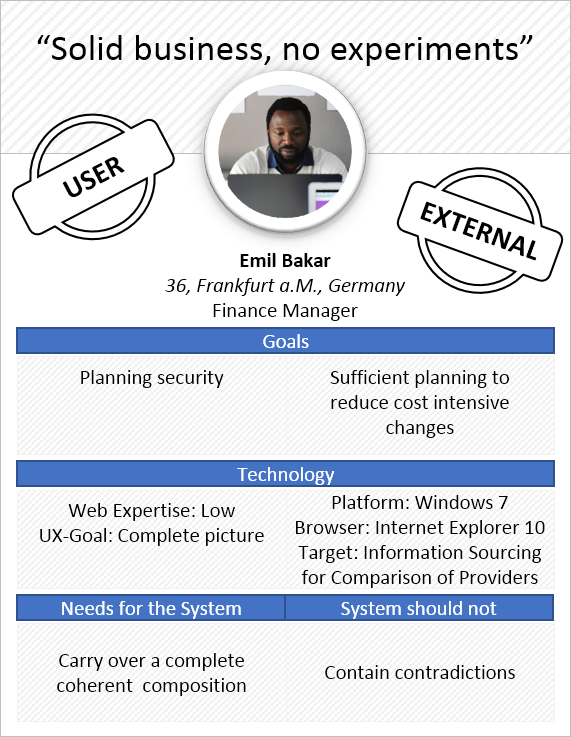 “Solid business, no experiments”
USER
EXTERNAL
Emil Bakar
36, Frankfurt a.M., Germany
Finance Manager
Goals
Planning security
Sufficient planning to
reduce cost intensive
changes
Technology
Web Expertise: Low
UX-Goal: Complete picture
Platform: Windows 7
Browser: Internet Explorer 10
Target: Information Sourcing
for Comparison of Providers
Needs for the System
System should not
Carry over a complete
coherent  composition
Contain contradictions